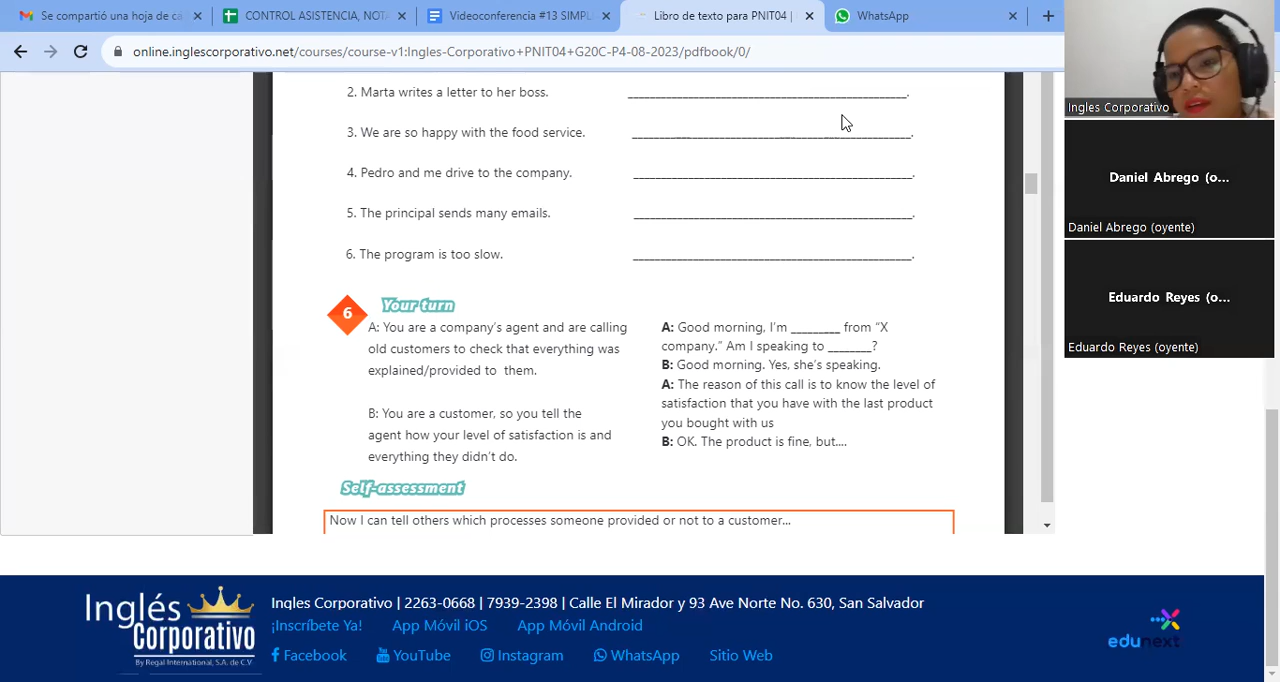 Se compartió una hoja de cá
CONTROL ASISTENCIA, NOTA
Videoconferencia #13 SIMPL
Libro de texto para PNIT04 |
WhatsApp
online.inglescorporativo.net/courses/course-v1:Ingles-Corporativo+PNIT04+G20C-P4-08-2023/pdfbook/0/
Ingles Corporativo
2. Marta writes a letter to her boss. ______________________________.
3. We are so happy with the food service. ______________________________.
4. Pedro and me drive to the company. ______________________________.
5. The principal sends many emails. ______________________________.
6. The program is too slow. ______________________________.
Daniel Abrego (o...
Daniel Abrego (oyente)
Eduardo Reyes (o...
Eduardo Reyes (oyente)
6 Your turn
A: You are a company's agent and are calling
old customers to check that everything was
explained/provided to them.
B: You are a customer, so you tell the
agent how your level of satisfaction is and
everything they didn't do.
A: Good morning, I'm _________ from "X
company." Am I speaking to ________?
B: Good morning. Yes, she's speaking.
A: The reason of this call is to know the level of
satisfaction that you have with the last product
you bought with us
B: OK. The product is fine, but....
Self-assessment
Now I can tell others which processes someone provided or not to a customer...
Inglés
Corporativo
By Regal International, S.A. de C.V
Ingles Corporativo | 2263-0668 | 7939-2398 | Calle El Mirador y 93 Ave Norte No. 630, San Salvador
¡Inscríbete Ya! App Móvil iOS App Móvil Android
Facebook YouTube Instagram WhatsApp Sitio Web
edunext